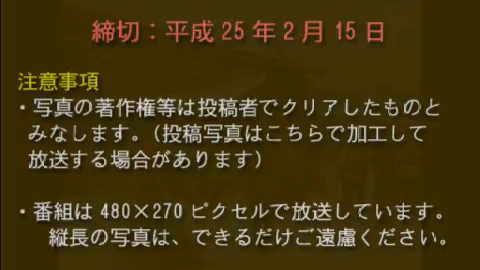 締切：平成25年2月15日
注意事項
・写真の著作権等は投稿者でクリアしたものと
みなします。（投稿写真はこちらで加工して
放送する場合があります）
・番組は480×270ピクセルで放送しています。
縦長の写真は、できるだけご遠慮ください。